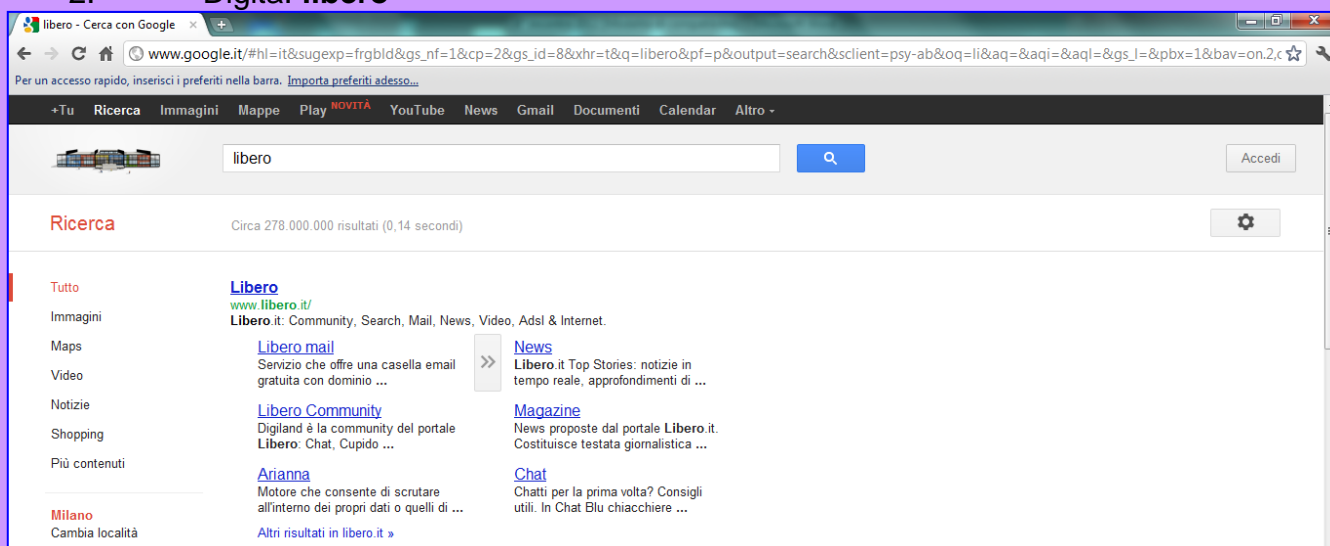 2. Digitar libero
libero - Cerca con Google
www.google.it/#hl=it&sugexp=frgbld&gs_nf=1&cp=2&gs_id=8&xhr=t&q=libero&pf=p&output=search&sclient=psy-ab&oq=li&aq=&aqi=&aql=&gs_l=&pbx=1&bav=on.2,c
Per un accesso rapido, inserisci i preferiti nella barra. Importa preferiti adesso...
+Tu Ricerca Immagini Mappe Play NOVITÀ YouTube News Gmail Documenti Calendar Altro
libero
Accedi
Ricerca
Circa 278.000.000 risultati (0,14 secondi)
Tutto
Immagini
Maps
Video
Notizie
Shopping
Più contenuti
Milano
Cambia località
Libero
www.libero.it/
Libero.it: Community, Search, Mail, News, Video, Adsl & Internet.
Libero mail
Servizio che offre una casella email
gratuita con dominio ...
Libero Community
Digiland è la community del portale
Libero: Chat, Cupido ...
Arianna
Motore che consente di scrutare
all'interno dei propri dati o quelli di ...
Altri risultati in libero.it »
News
Libero.it Top Stories: notizie in
tempo reale, approfondimenti di ...
Magazine
News proposte dal portale Libero.it.
Costituisce testata giornalistica ...
Chat
Chatti per la prima volta? Consigli
utili. In Chat Blu chiacchiere ...